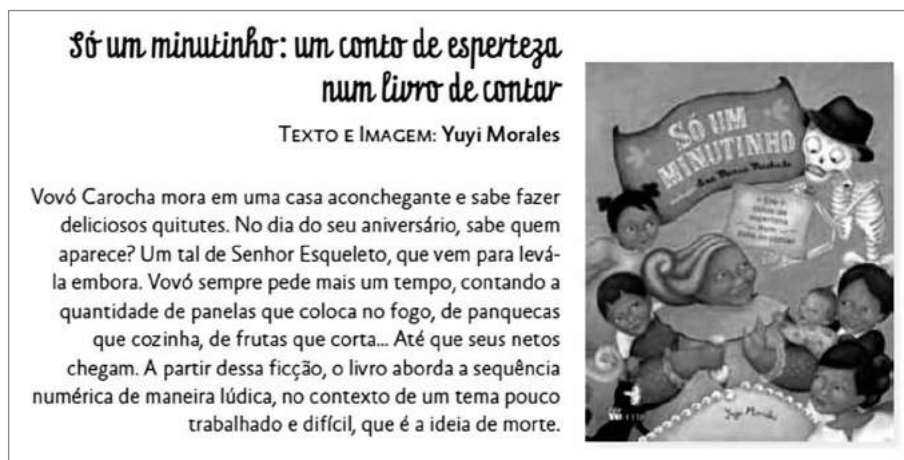 Só um minutinho: um conto de esperteza
num livro de contar
TEXTO E IMAGEM: Yuyi Morales
Vovó Carocha mora em uma casa aconchegante e sabe fazer
deliciosos quitutes. No dia do seu aniversário, sabe quem
aparece? Um tal de Senhor Esqueleto, que vem para levá-
la embora. Vovó sempre pede mais um tempo, contando a
quantidade de panelas que coloca no fogo, de panquecas
que cozinha, de frutas que corta... Até que seus netos
chegam. A partir dessa ficção, o livro aborda a sequência
numérica de maneira lúdica, no contexto de um tema pouco
trabalhado e difícil, que é a ideia de morte.
SÓ UM
MINUTINHO
Ana Maria Machado
Yuyi Morales